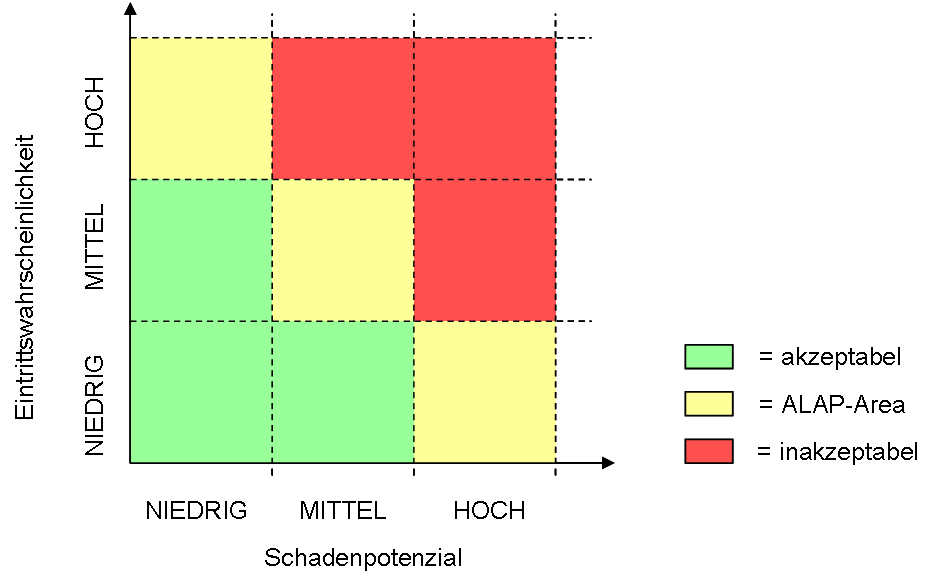 Eintrittswahrscheinlichkeit
HOCH
MITTEL
NIEDRIG
= akzeptabel
= ALAP-Area
= inakzeptabel
NIEDRIG
MITTEL
HOCH
Schadenpotenzial